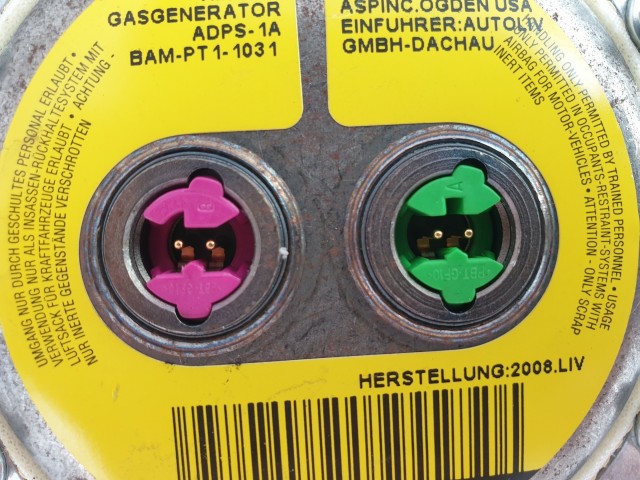 GASGENERATOR
ADPS-1A
BAM-PT1-1031
ASPINC.OGDEN USA
EINFUHRER:AUTOLIV
GMBH-DACHAU
UMGANG NUR DURCH GESCHULTES PERSONAL ERLAUBT •
VERWENDUNG NUR ALS INSASSEN-RÜCKHALTESYSTEM MIT
LUFTSACK FÜR KRAFTFAHRZEUGE ERLAUBT • ACHTUNG -
NUR INERTE GEGENSTÄNDE VERSCHROTTEN
HANDLING ONLY PERMITTED BY TRAINED PERSONNEL • USAGE
ONLY PERMITTED IN OCCUPANTS-RESTRAINT-SYSTEMS WITH
AIRBAG FOR MOTOR-VEHICLES • ATTENTION - ONLY SCRAP
INERT ITEMS
A
HERSTELLUNG:2008.LIV